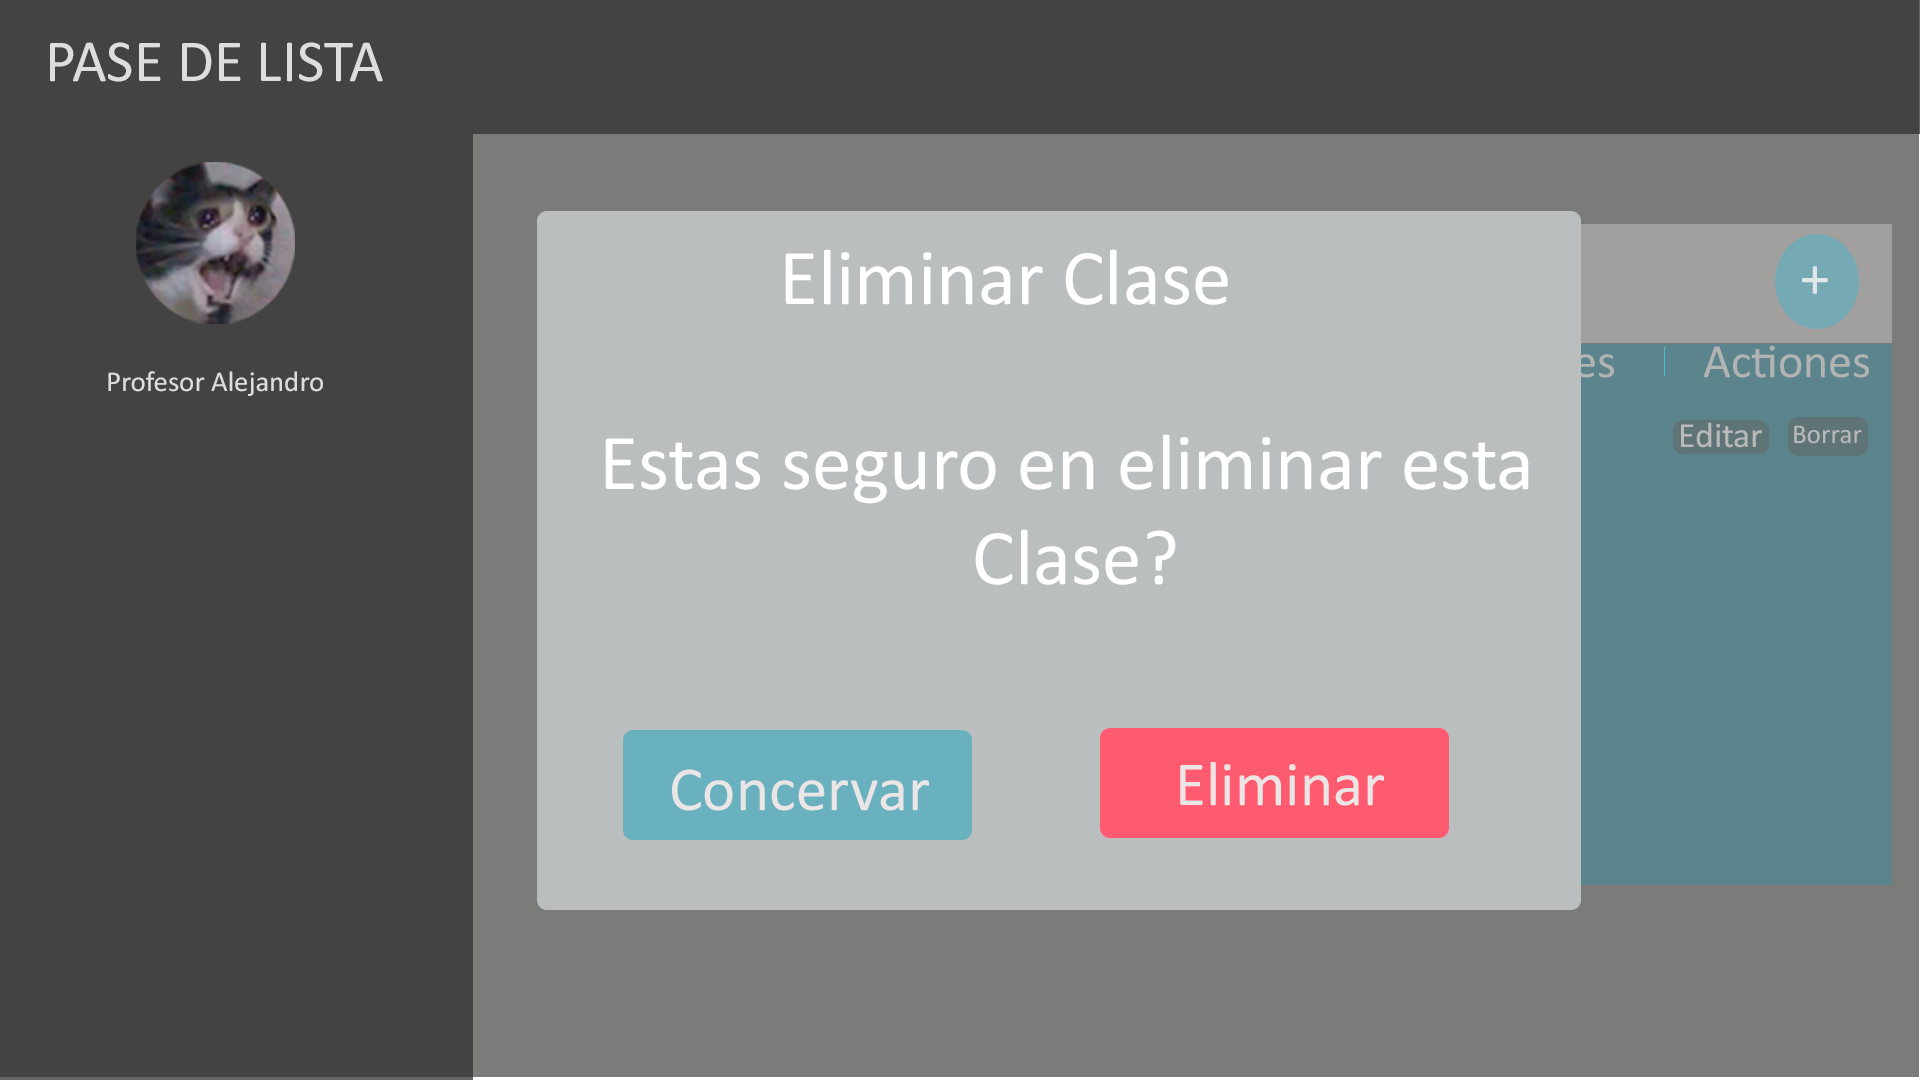 PASE DE LISTA
Profesor Alejandro
Eliminar Clase
+
es | Actiones
Editar Borrar
Estas seguro en eliminar esta
Clase?
Concervar
Eliminar